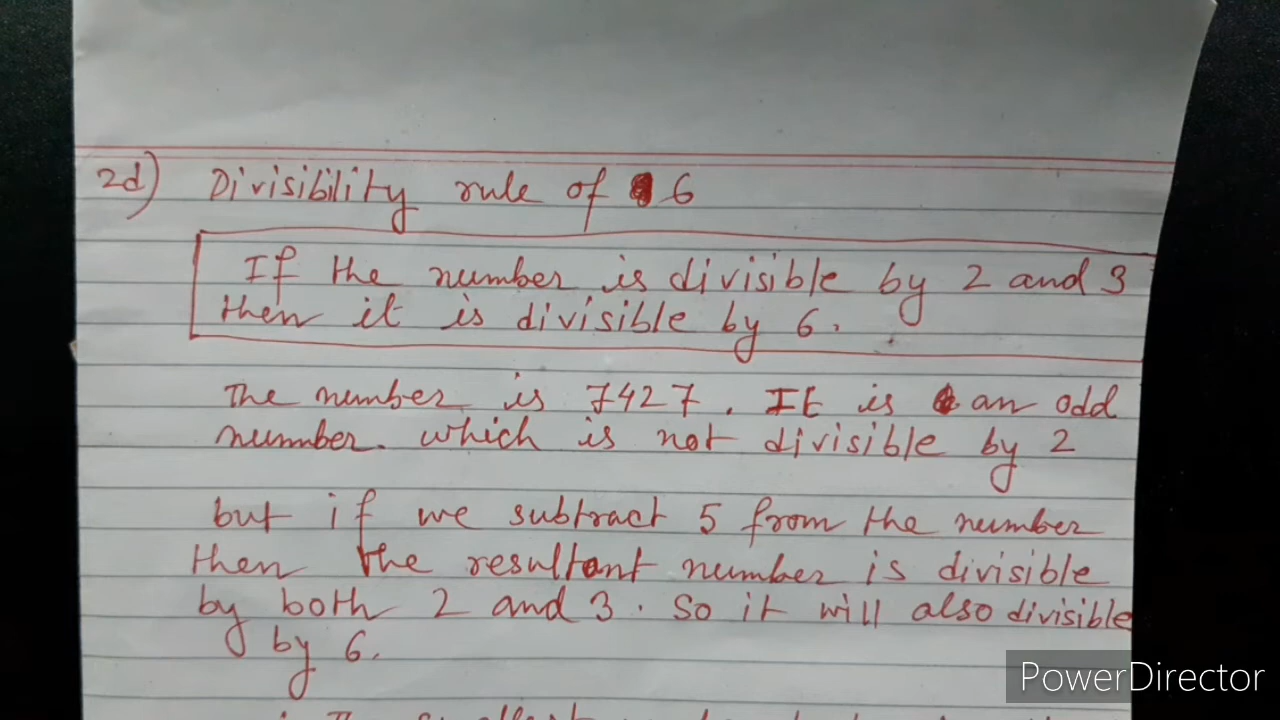 2d) Divisibility rule of 6
If the number is divisible by 2 and 3
then it is divisible by 6.
The number is 7427. It is an odd
number. which is not divisible by 2
but if we subtract 5 from the number
then the resultant number is divisible
by both 2 and 3. So it will also divisible
by 6.
PowerDirector